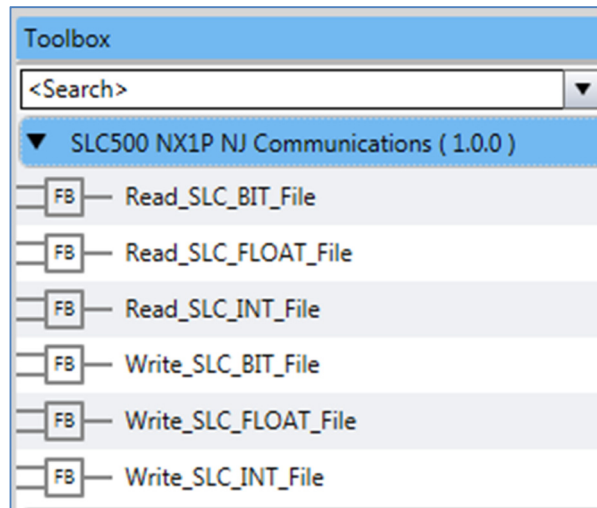 Toolbox
<Search>
SLC500 NX1P NJ Communications ( 1.0.0 )
FB Read_SLC_BIT_File
FB Read_SLC_FLOAT_File
FB Read_SLC_INT_File
FB Write_SLC_BIT_File
FB Write_SLC_FLOAT_File
FB Write_SLC_INT_File